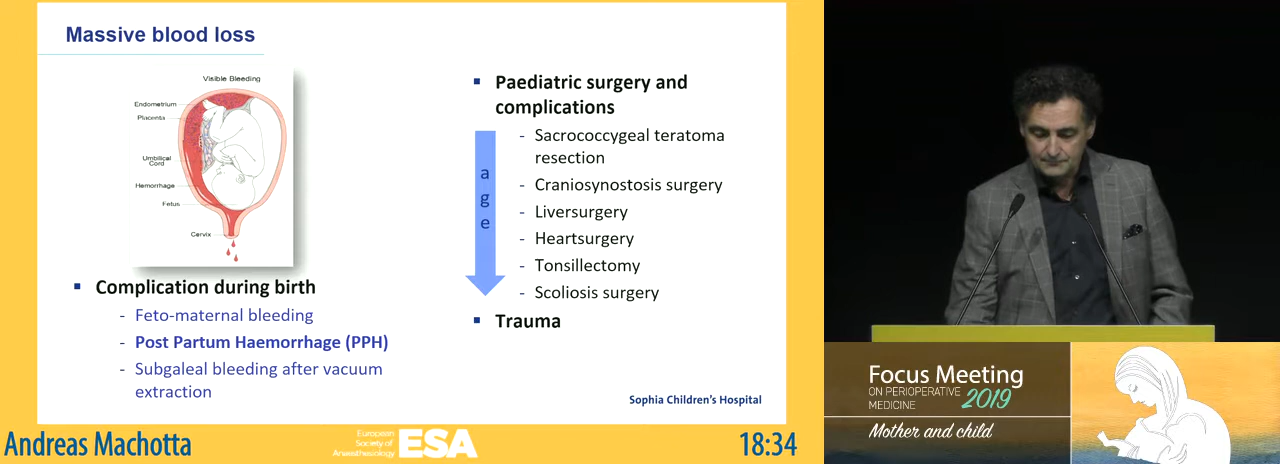 Massive blood loss
Visible Bleeding
Endometrium
Placenta
Umbilical
Cord
Hemorrhage
Fetus
Cervix
▪ Complication during birth
- Feto-maternal bleeding
- Post Partum Haemorrhage (PPH)
- Subgaleal bleeding after vacuum
extraction
▪ Paediatric surgery and
complications
- Sacrococcygeal teratoma
resection
- Craniosynostosis surgery
- Liversurgery
- Heartsurgery
- Tonsillectomy
- Scoliosis surgery
a
g
e
▪ Trauma
Sophia Children's Hospital
Andreas Machotta
European
Society of
Anaesthesiology
ESA
18:34
Focus Meeting
ON PERIOPERATIVE
MEDICINE 2019
Mother and child